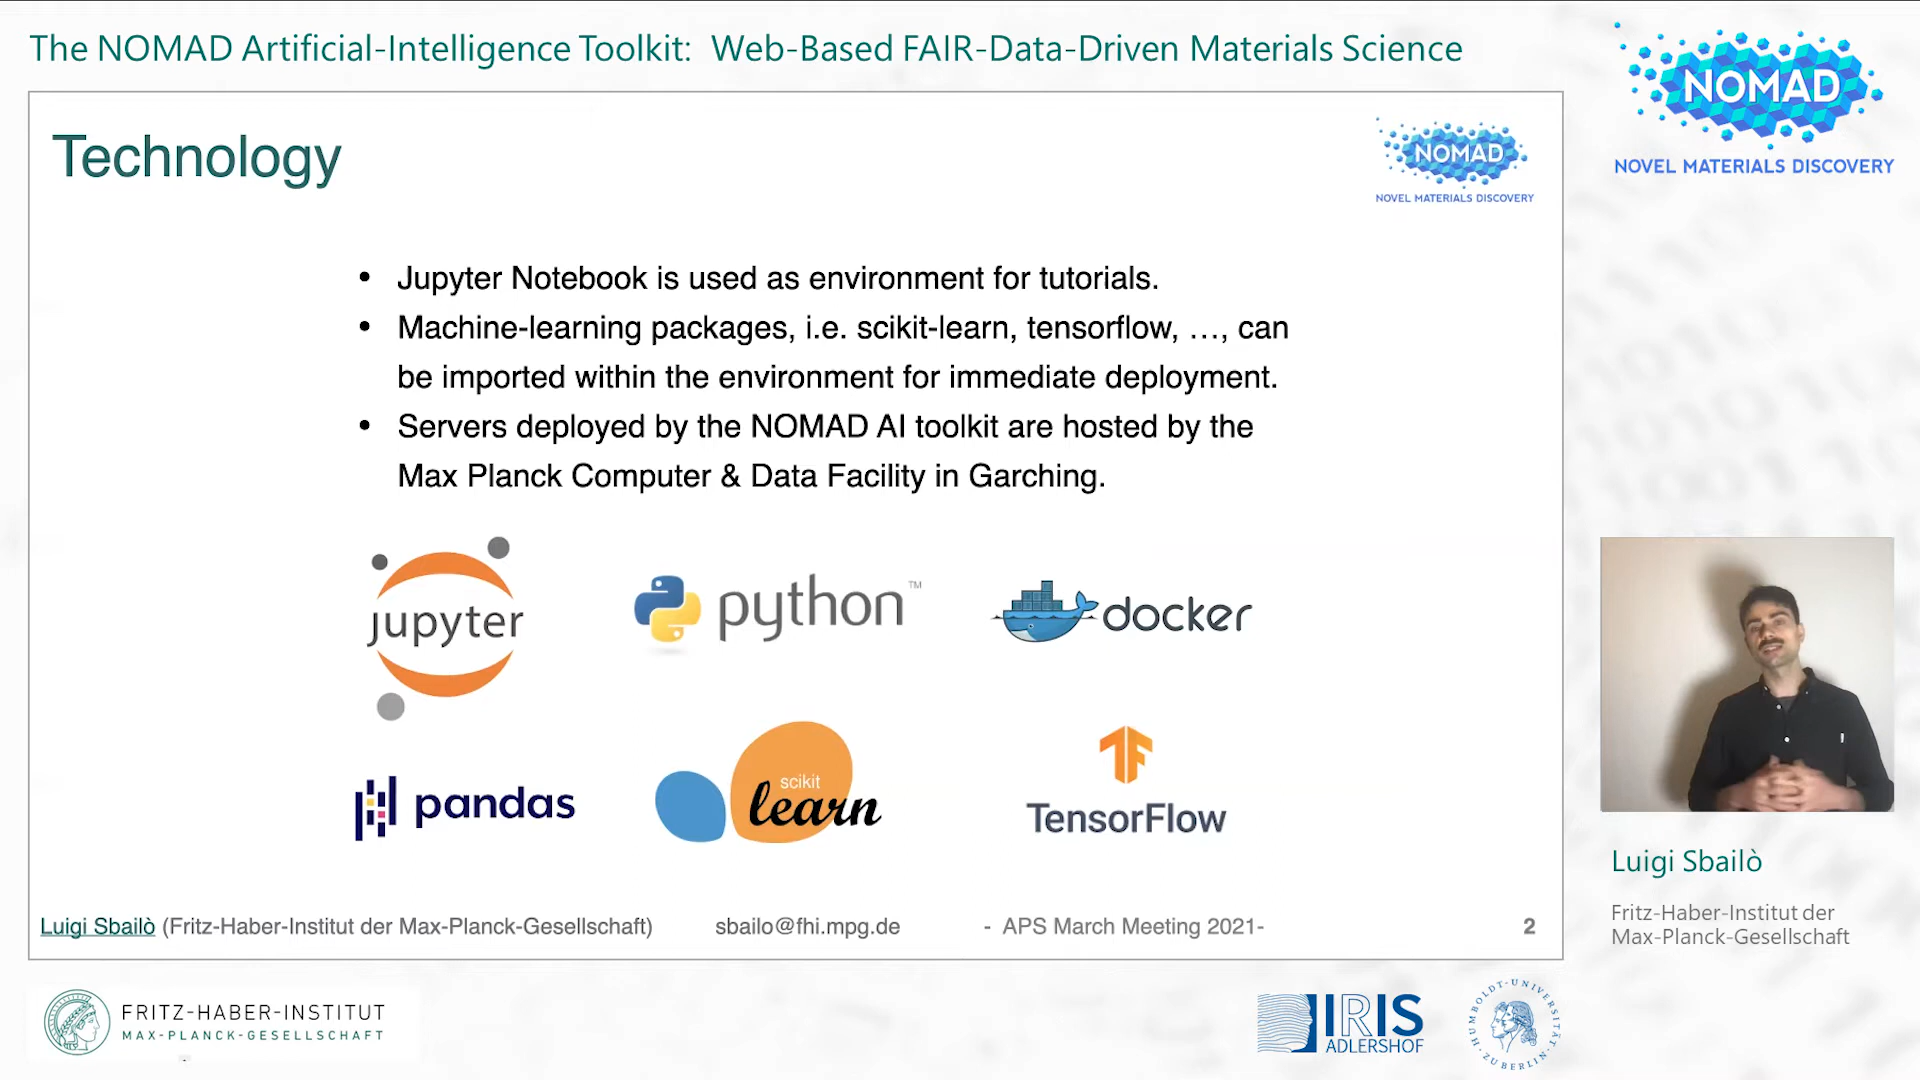 The NOMAD Artificial-Intelligence Toolkit: Web-Based FAIR-Data-Driven Materials Science
NOMAD
NOVEL MATERIALS DISCOVERY
Technology
NOMAD
NOVEL MATERIALS DISCOVERY
• Jupyter Notebook is used as environment for tutorials.
• Machine-learning packages, i.e. scikit-learn, tensorflow, …, can
be imported within the environment for immediate deployment.
• Servers deployed by the NOMAD AI toolkit are hosted by the
Max Planck Computer & Data Facility in Garching.
jupyter
python™
docker
pandas
scikit
learn
TensorFlow
Luigi Sbailò (Fritz-Haber-Institut der Max-Planck-Gesellschaft) sbailo@fhi.mpg.de - APS March Meeting 2021- 2
Luigi Sbailò
Fritz-Haber-Institut der
Max-Planck-Gesellschaft
FRITZ-HABER-INSTITUT
MAX-PLANCK-GESELLSCHAFT
IRIS
ADLERSHOF
HUMBOLDT-UNIVERSITÄT ZU BERLIN